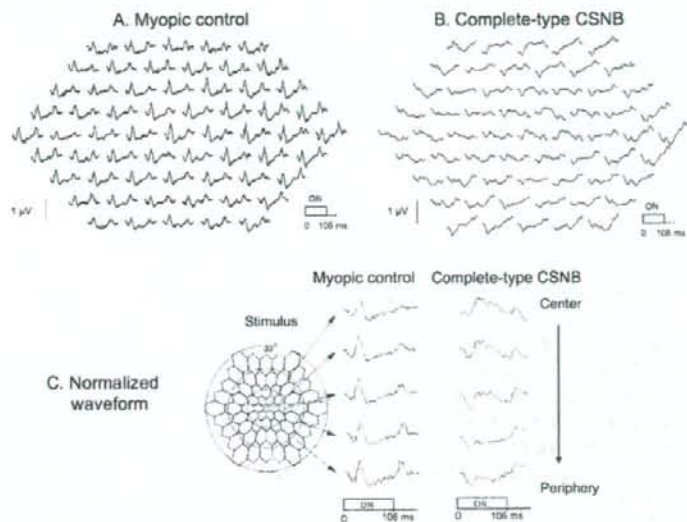 A. Myopic control
B. Complete-type CSNB
1 µV
ON
0 106 ms
1 µV
ON
0 106 ms
Myopic control
Complete-type CSNB
Stimulus
Center
C. Normalized
waveform
Periphery
ON
0 106 ms
ON
0 106 ms